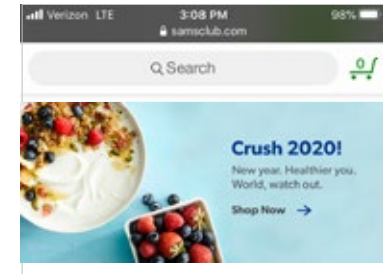 Verizon LTE 3:08 PM 98%
samsclub.com
Search 0
Crush 2020!
New year. Healthier you.
World, watch out.
Shop Now →